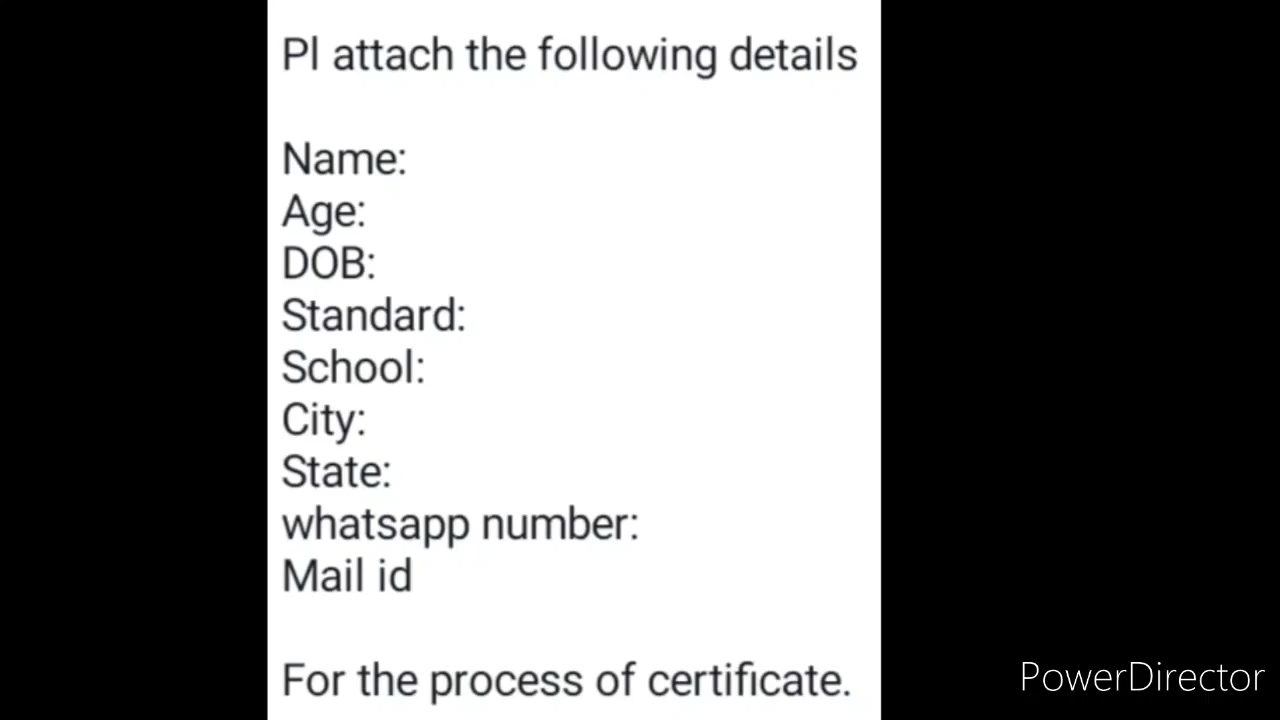 Pl attach the following details
Name:
Age:
DOB:
Standard:
School:
City:
State:
whatsapp number:
Mail id
For the process of certificate.
PowerDirector